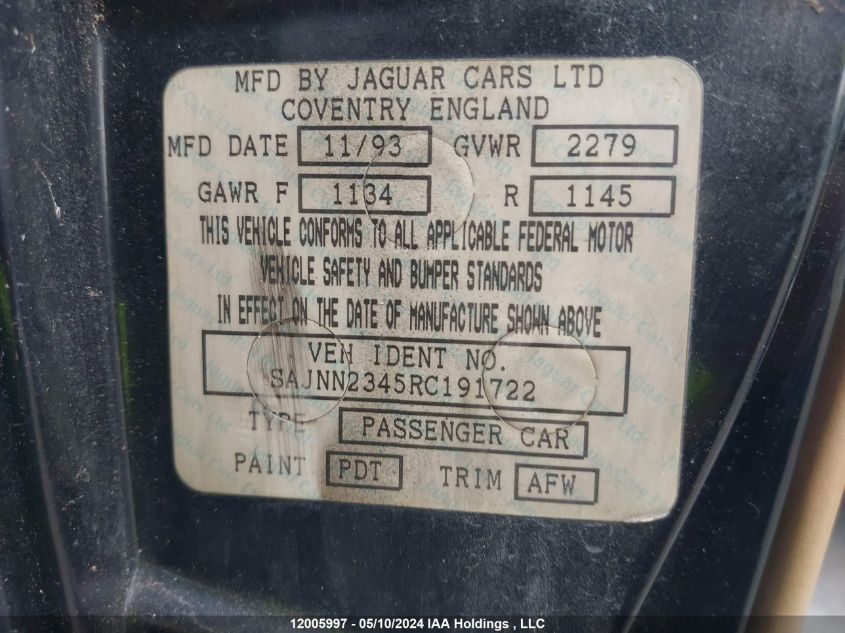 MFD BY JAGUAR CARS LTD
COVENTRY ENGLAND
MFD DATE 11/93 GVWR 2279
GAWR F 1134 R 1145
THIS VEHICLE CONFORMS TO ALL APPLICABLE FEDERAL MOTOR
VEHICLE SAFETY AND BUMPER STANDARDS
IN EFFECT ON THE DATE OF MANUFACTURE SHOWN ABOVE
VEH IDENT NO.
SAJNN2345RC191722
TYPE PASSENGER CAR
PAINT PDT TRIM AFW
12005997 - 05/10/2024 IAA Holdings , LLC